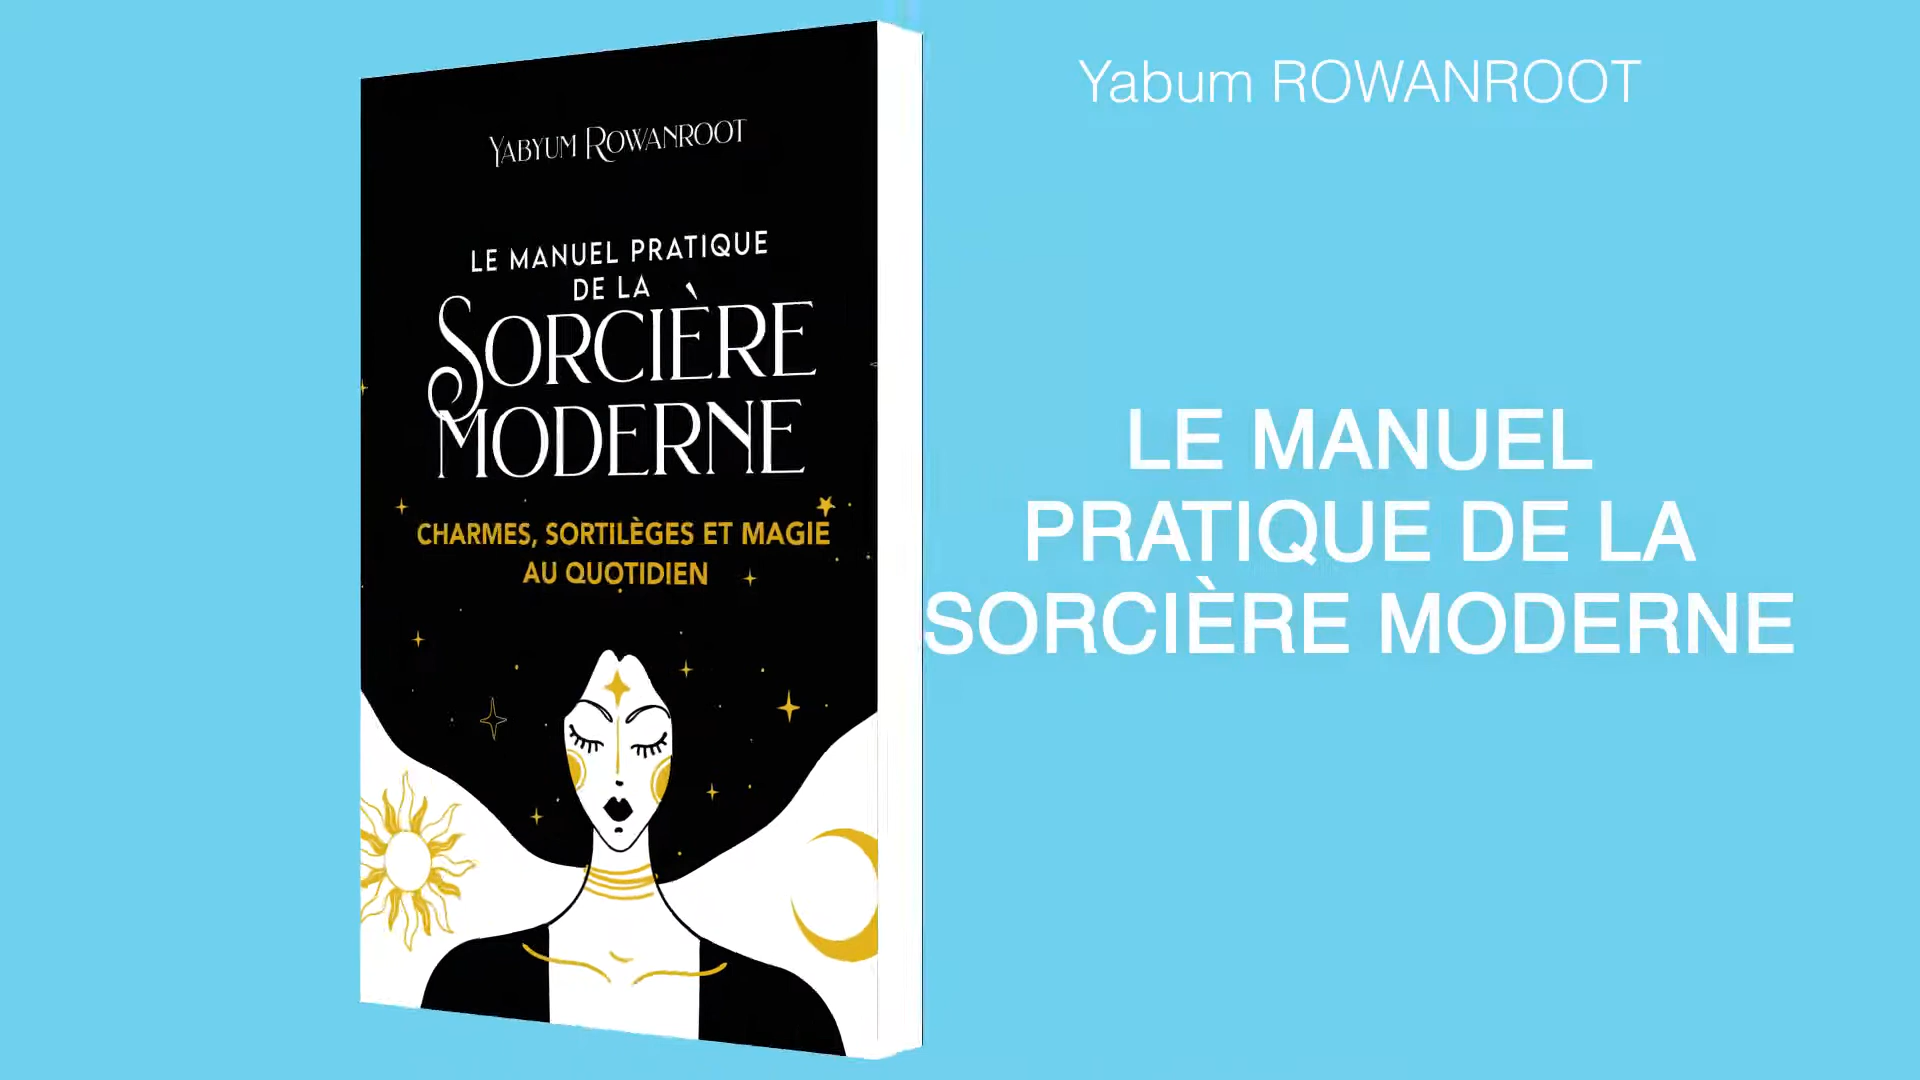 YABYUM ROWANROOT
LE MANUEL PRATIQUE
DE LA
SORCIÈRE
MODERNE
CHARMES, SORTILÈGES ET MAGIE
AU QUOTIDIEN
Yabum ROWANROOT
LE MANUEL
PRATIQUE DE LA
SORCIÈRE MODERNE